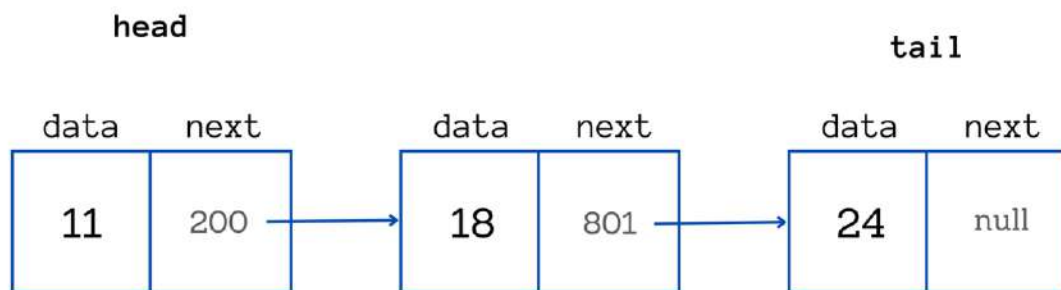 head
tail
data next data next data next
11 200 18 801 24 null